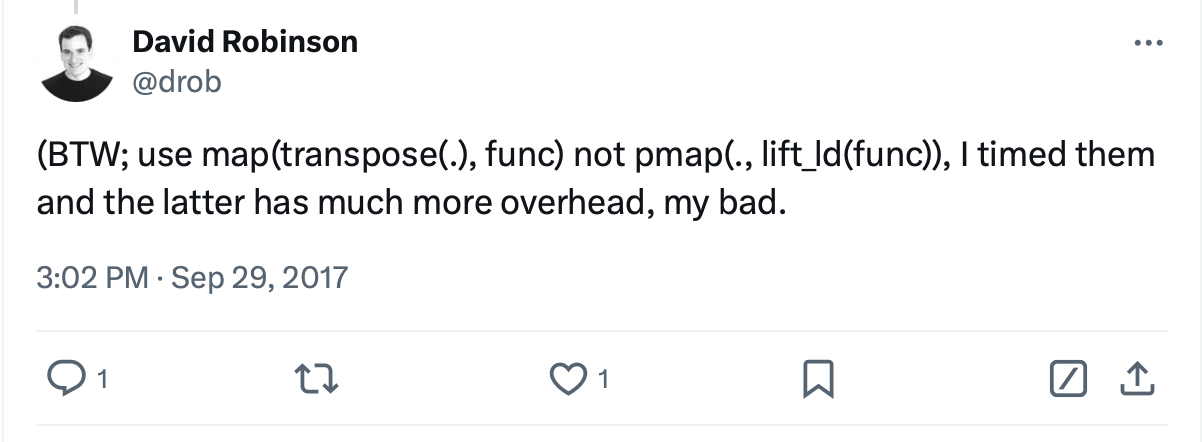 David Robinson
@drob
(BTW; use map(transpose(.), func) not pmap(., lift_ld(func)), I timed them
and the latter has much more overhead, my bad.
3:02 PM · Sep 29, 2017
1
1